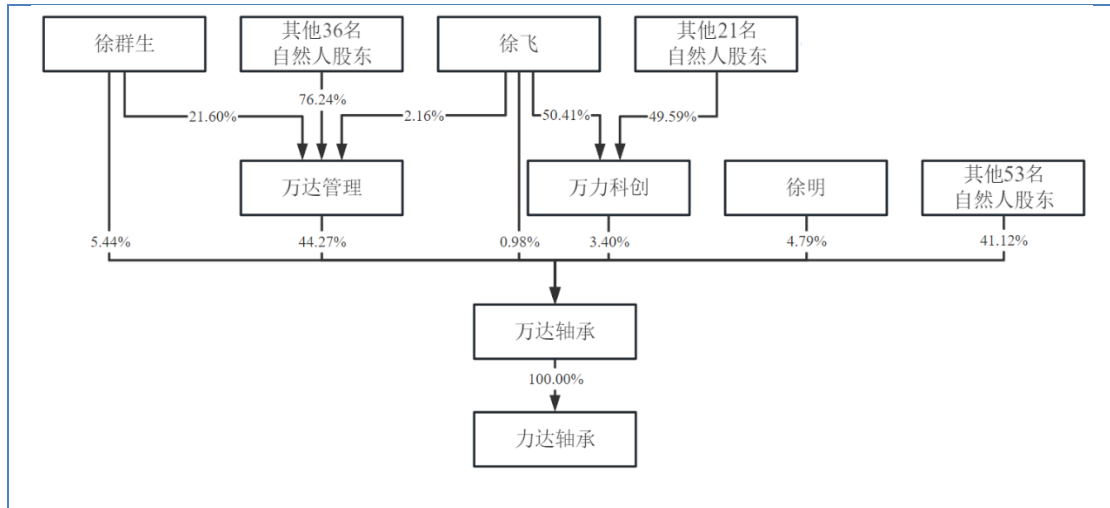 徐群生
其他36名
自然人股东
徐飞
其他21名
自然人股东
76.24%
21.60%
2.16%
50.41%
49.59%
万达管理
万力科创
徐明
其他53名
自然人股东
5.44%
44.27%
0.98%
3.40%
4.79%
41.12%
万达轴承
100.00%
力达轴承